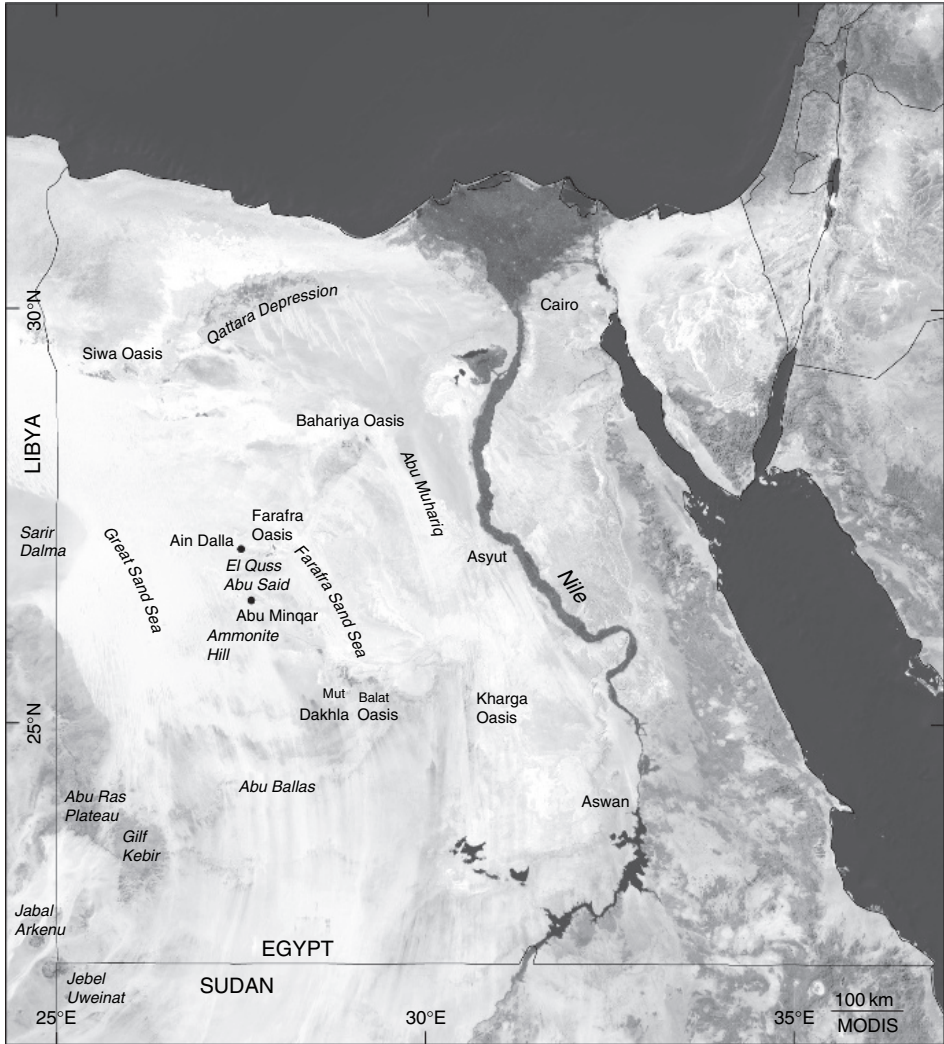 30°N
Cairo
Qattara Depression
Siwa Oasis
LIBYA
Bahariya Oasis
Abu Muhariq
Sarir
Dalma
Great Sand Sea
Ain Dalla
Farafra
Oasis
El Quss
Abu Said
Farafra Sand Sea
Abu Minqar
Ammonite
Hill
Asyut
Nile
25°N
Mut
Balat
Dakhla Oasis
Kharga
Oasis
Abu Ballas
Abu Ras
Plateau
Gilf
Kebir
Aswan
Jabal
Arkenu
EGYPT
SUDAN
Jebel
Uweinat
25°E
30°E
35°E
100 km
MODIS